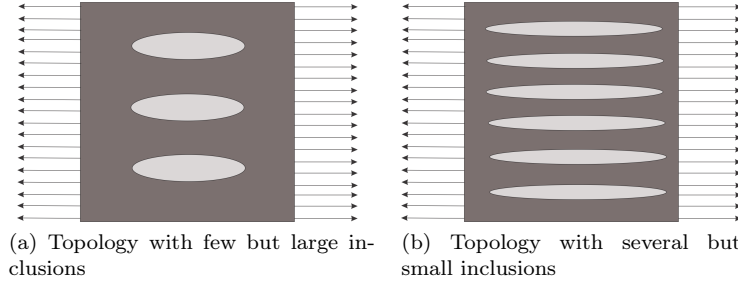 (a) Topology with few but large in-
clusions
(b) Topology with several but
small inclusions